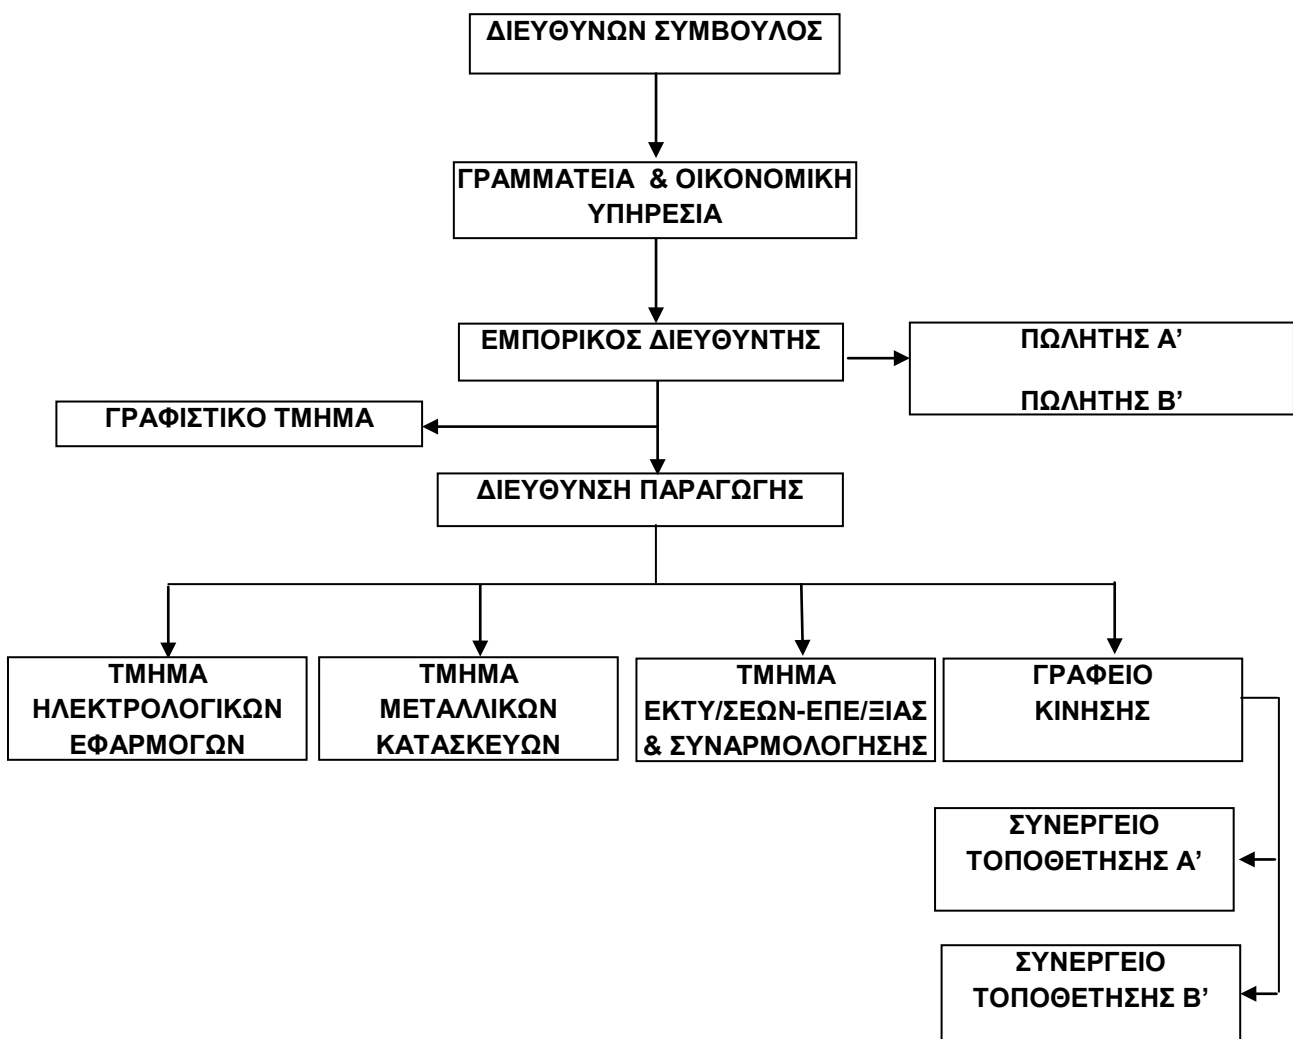 ΔΙΕΥΘΥΝΩΝ ΣΥΜΒΟΥΛΟΣ
ΓΡΑΜΜΑΤΕΙΑ & ΟΙΚΟΝΟΜΙΚΗ
ΥΠΗΡΕΣΙΑ
ΕΜΠΟΡΙΚΟΣ ΔΙΕΥΘΥΝΤΗΣ
ΠΩΛΗΤΗΣ Α’
ΠΩΛΗΤΗΣ Β’
ΓΡΑΦΙΣΤΙΚΟ ΤΜΗΜΑ
ΔΙΕΥΘΥΝΣΗ ΠΑΡΑΓΩΓΗΣ
ΤΜΗΜΑ
ΗΛΕΚΤΡΟΛΟΓΙΚΩΝ
ΕΦΑΡΜΟΓΩΝ
ΤΜΗΜΑ
ΜΕΤΑΛΛΙΚΩΝ
ΚΑΤΑΣΚΕΥΩΝ
ΤΜΗΜΑ
ΕΚΤΥ/ΣΕΩΝ-ΕΠΕ/ΞΙΑΣ
& ΣΥΝΑΡΜΟΛΟΓΗΣΗΣ
ΓΡΑΦΕΙΟ
ΚΙΝΗΣΗΣ
ΣΥΝΕΡΓΕΙΟ
ΤΟΠΟΘΕΤΗΣΗΣ Α’
ΣΥΝΕΡΓΕΙΟ
ΤΟΠΟΘΕΤΗΣΗΣ Β’